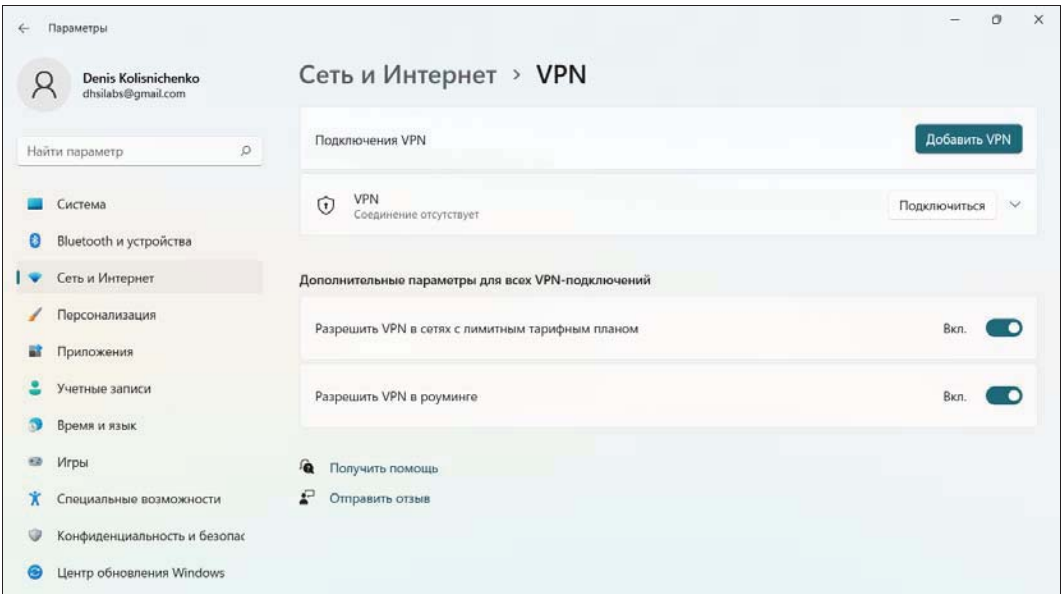 Параметры
Denis Kolisnichenko
dhsilabs@gmail.com
Найти параметр
Система
Bluetooth и устройства
Сеть и Интернет
Персонализация
Приложения
Учетные записи
Время и язык
Игры
Специальные возможности
Конфиденциальность и безопас
Центр обновления Windows
Сеть и Интернет > VPN
Подключения VPN
Добавить VPN
VPN
Соединение отсутствует
Подключиться
Дополнительные параметры для всех VPN-подключений
Разрешить VPN в сетях с лимитным тарифным планом
Вкл.
Разрешить VPN в роуминге
Вкл.
Получить помощь
Отправить отзыв